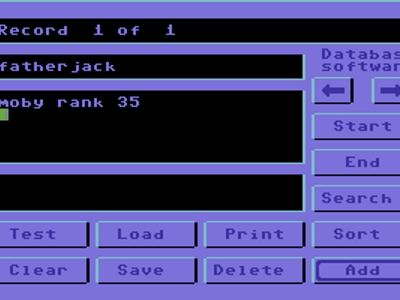 Record 1 of 1
Databas
softwar
fatherjack
moby rank 35
Start
End
Search
Test Load Print Sort
Clear Save Delete Add